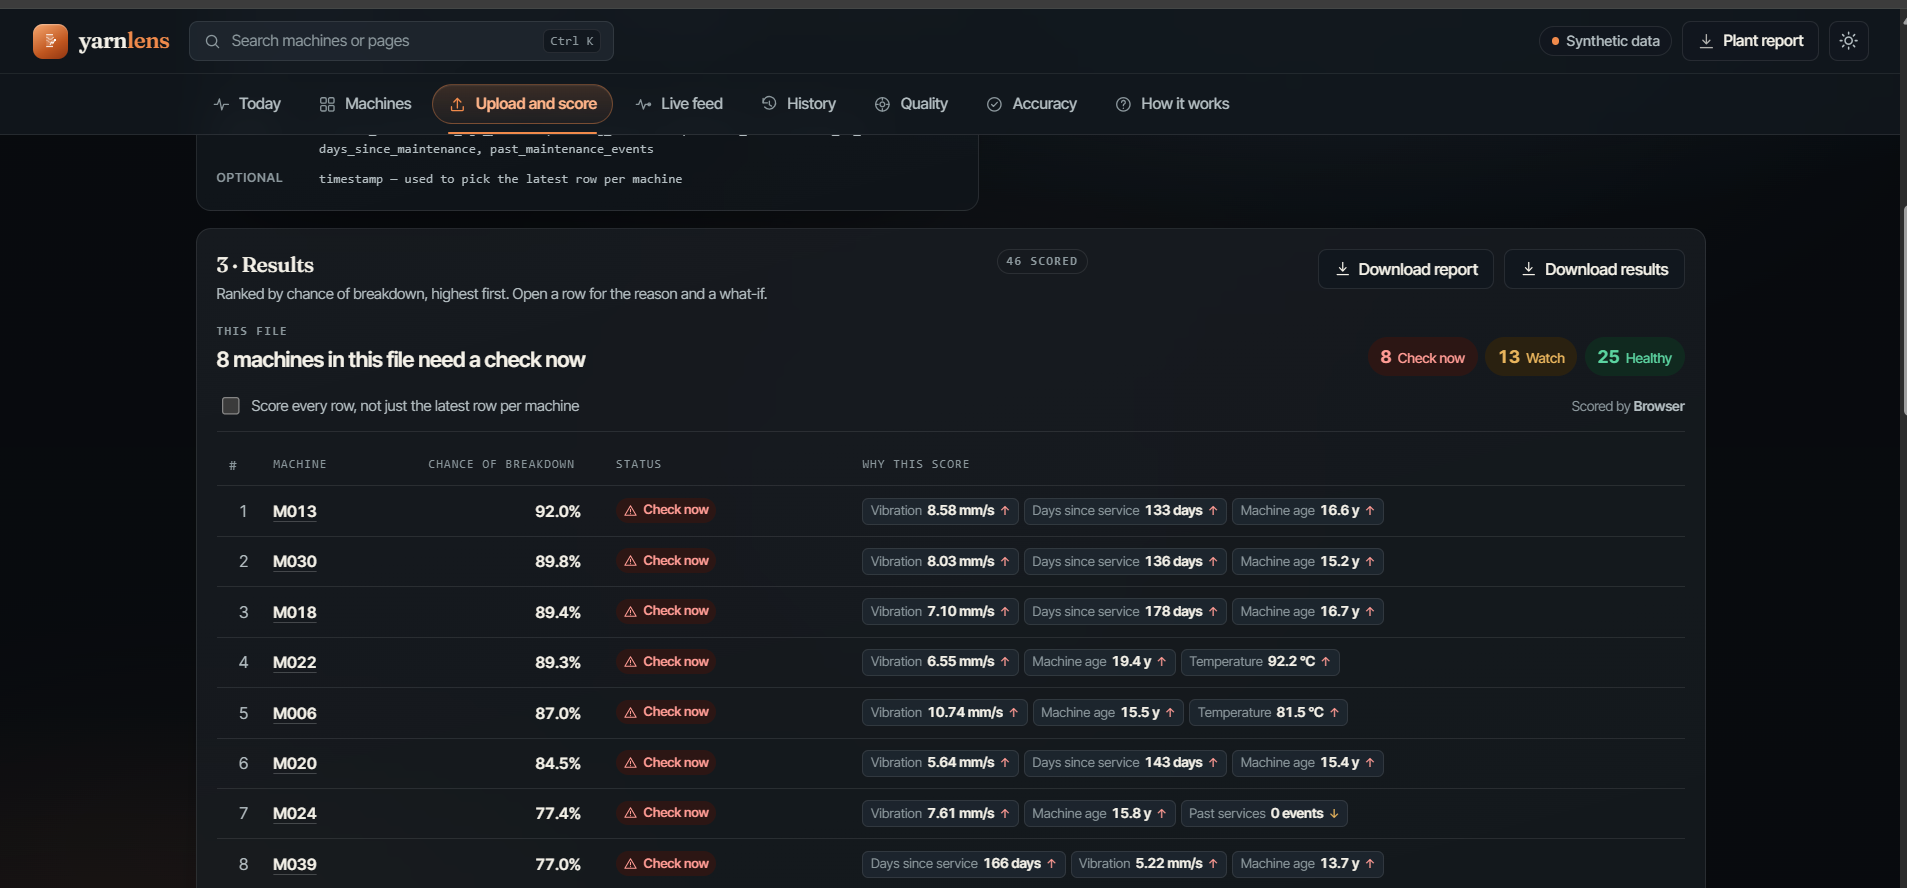 yarnlens
Search machines or pages
Ctrl K
Synthetic data
Plant report
Today
Machines
Upload and score
Live feed
History
Quality
Accuracy
How it works
days_since_maintenance, past_maintenance_events
OPTIONAL timestamp — used to pick the latest row per machine
3 · Results
46 SCORED
Download report
Download results
Ranked by chance of breakdown, highest first. Open a row for the reason and a what-if.
THIS FILE
8 machines in this file need a check now
8 Check now
13 Watch
25 Healthy
Score every row, not just the latest row per machine
Scored by Browser
# MACHINE CHANCE OF BREAKDOWN STATUS WHY THIS SCORE
1 M013 92.0% Check now Vibration 8.58 mm/s ↑ Days since service 133 days ↑ Machine age 16.6 y ↑
2 M030 89.8% Check now Vibration 8.03 mm/s ↑ Days since service 136 days ↑ Machine age 15.2 y ↑
3 M018 89.4% Check now Vibration 7.10 mm/s ↑ Days since service 178 days ↑ Machine age 16.7 y ↑
4 M022 89.3% Check now Vibration 6.55 mm/s ↑ Machine age 19.4 y ↑ Temperature 92.2 °C ↑
5 M006 87.0% Check now Vibration 10.74 mm/s ↑ Machine age 15.5 y ↑ Temperature 81.5 °C ↑
6 M020 84.5% Check now Vibration 5.64 mm/s ↑ Days since service 143 days ↑ Machine age 15.4 y ↑
7 M024 77.4% Check now Vibration 7.61 mm/s ↑ Machine age 15.8 y ↑ Past services 0 events ↓
8 M039 77.0% Check now Days since service 166 days ↑ Vibration 5.22 mm/s ↑ Machine age 13.7 y ↑